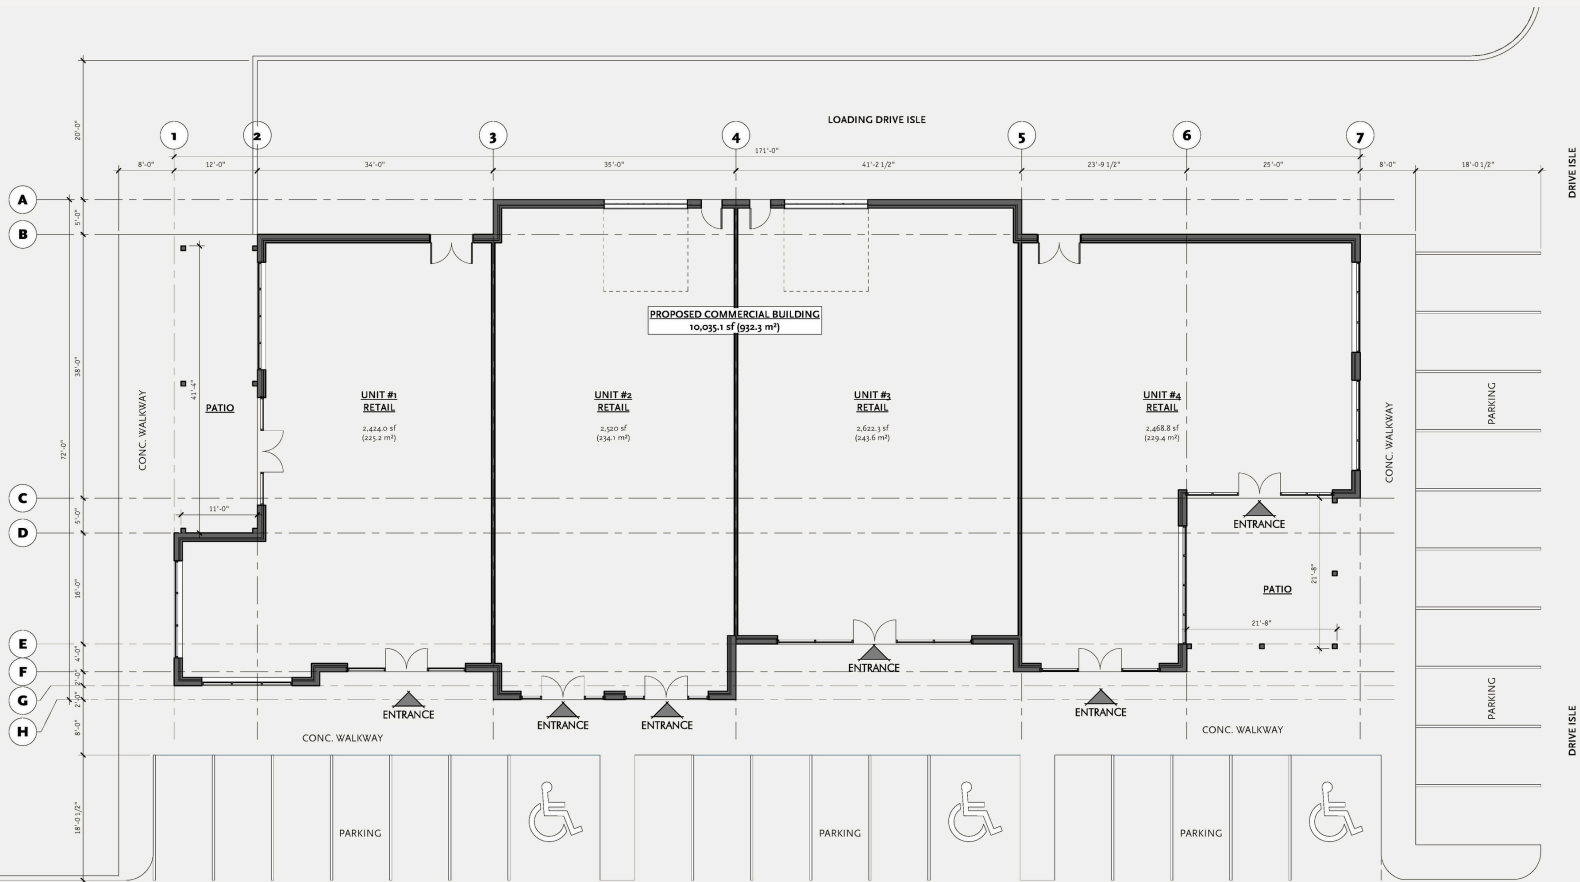 LOADING DRIVE ISLE
1
2
3
4
5
6
7
171'-0"
8'-0"
12'-0"
34'-0"
35'-0"
41'-2 1/2"
23'-9 1/2"
25'-0"
8'-0"
18'-0 1/2"
DRIVE ISLE
20'-0"
A
5'-0"
B
38'-0"
72'-0"
C
5'-0"
D
16'-0"
E
4'-0"
F
2'-0"
G
2'-0"
H
8'-0"
18'-0 1/2"
PROPOSED COMMERCIAL BUILDING
10,035.1 sf (932.3 m²)
CONC. WALKWAY
41'-4"
PATIO
11'-0"
UNIT #1
RETAIL
2,424.0 sf
(225.2 m²)
UNIT #2
RETAIL
2,520 sf
(234.1 m²)
UNIT #3
RETAIL
2,622.3 sf
(243.6 m²)
UNIT #4
RETAIL
2,468.8 sf
(229.4 m²)
CONC. WALKWAY
PARKING
ENTRANCE
21'-8"
PATIO
21'-8"
ENTRANCE
ENTRANCE
ENTRANCE
ENTRANCE
ENTRANCE
PARKING
DRIVE ISLE
CONC. WALKWAY
CONC. WALKWAY
PARKING
PARKING
PARKING